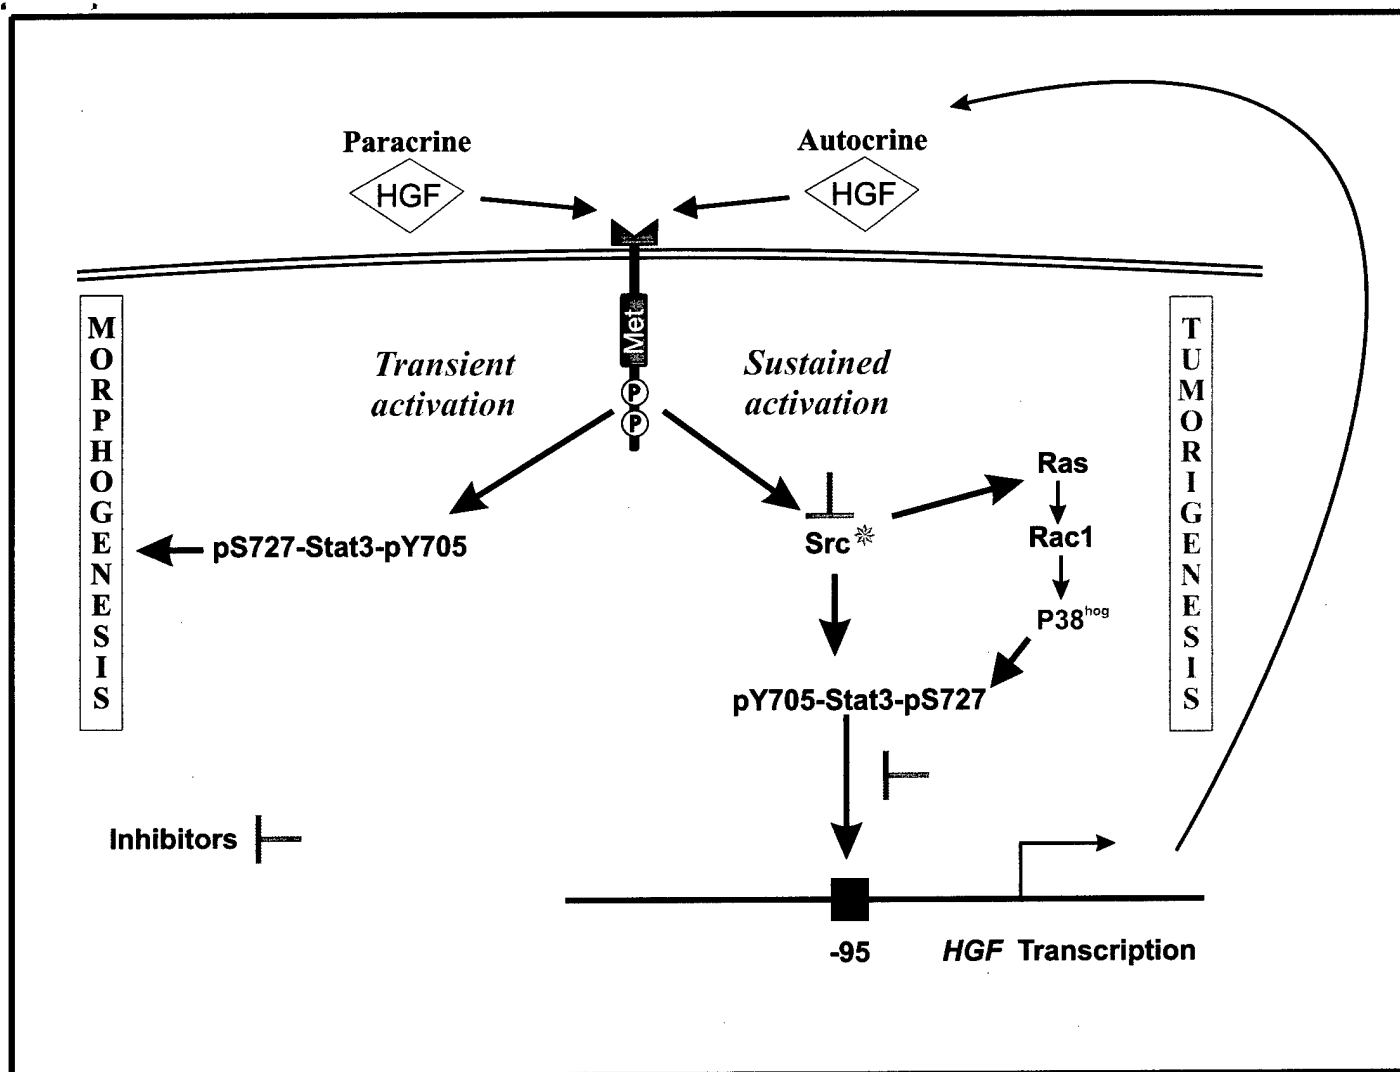 Paracrine
HGF
Autocrine
HGF
Met
P
P
MORPHOGENESIS
Transient
activation
Sustained
activation
TUMORIGENESIS
Ras
Rac1
P38hog
Src
pS727-Stat3-pY705
pY705-Stat3-pS727
Inhibitors
-95
HGF Transcription